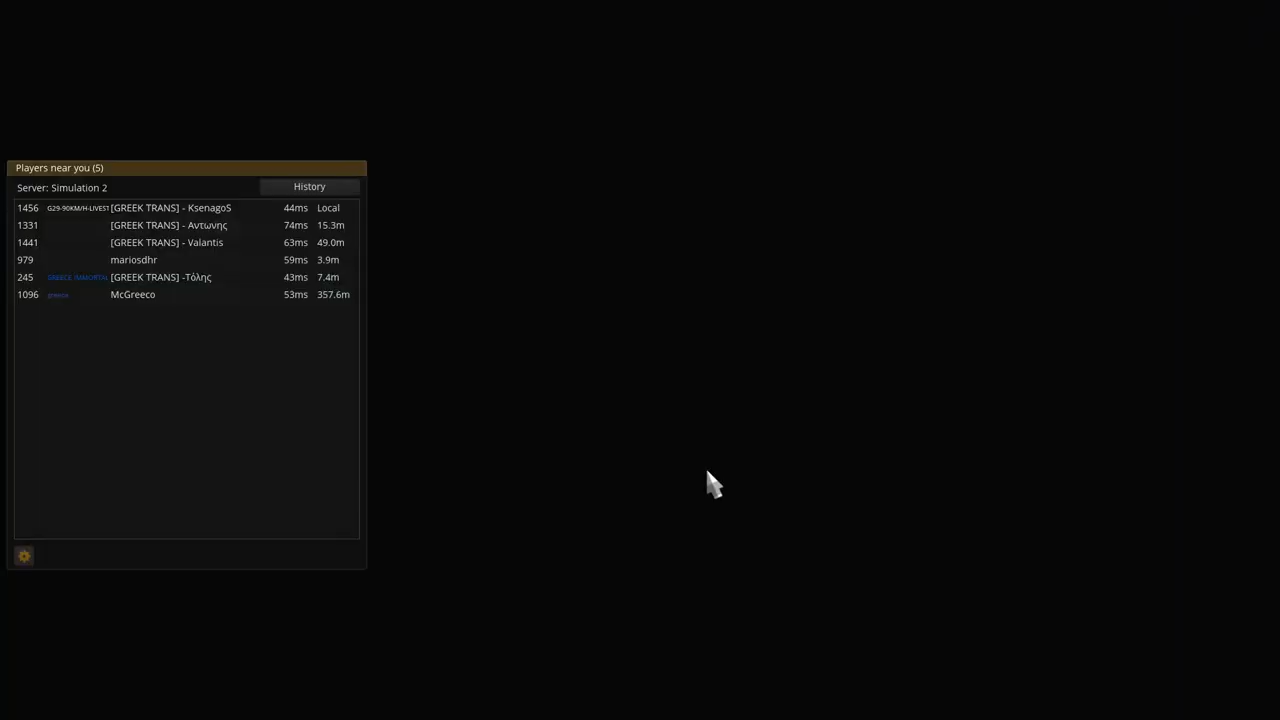 Players near you (5)
Server: Simulation 2 History
1456 G29-90KM/H-LIVEST [GREEK TRANS] - KsenagoS 44ms Local
1331 [GREEK TRANS] - Αντωνης 74ms 15.3m
1441 [GREEK TRANS] - Valantis 63ms 49.0m
979 mariosdhr 59ms 3.9m
245 GREECE IMMORTAL [GREEK TRANS] -Τόλης 43ms 7.4m
1096 McGreeco 53ms 357.6m